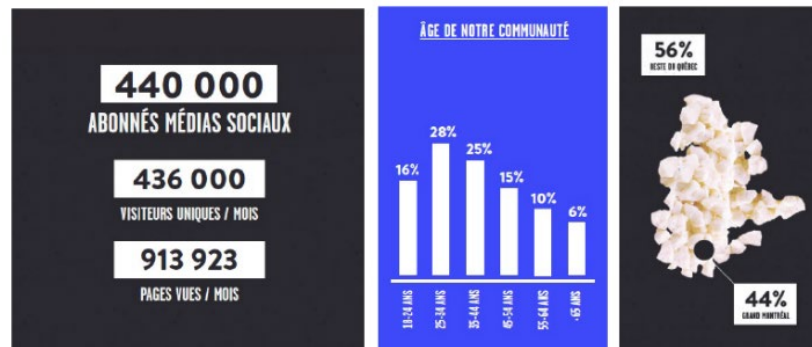 440 000
ABONNÉS MÉDIAS SOCIAUX
436 000
VISITEURS UNIQUES / MOIS
913 923
PAGES VUES / MOIS
ÂGE DE NOTRE COMMUNAUTÉ
16%
28%
25%
15%
10%
6%
18-24 ANS
25-34 ANS
35-44 ANS
45-54 ANS
55-64 ANS
56%
RESTE DU QUÉBEC
44%
GRAND MONTRÉAL